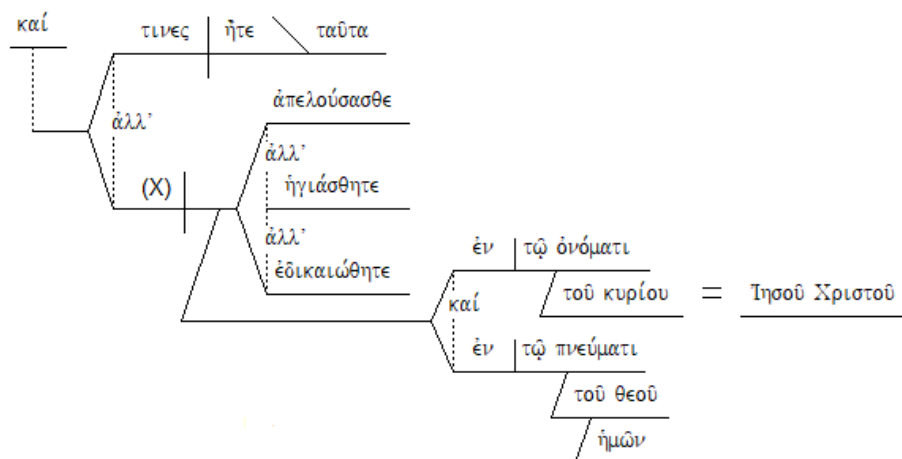 καί
τινες ἦτε ταῦτα
ἀλλ’
ἀπελούσασθε
ἀλλ’
(X) ἡγιάσθητε
ἀλλ’
ἐδικαιώθητε
ἐν τῷ ὀνόματι
τοῦ κυρίου = Ἰησοῦ Χριστοῦ
καί
ἐν τῷ πνεύματι
τοῦ θεοῦ
ἡμῶν